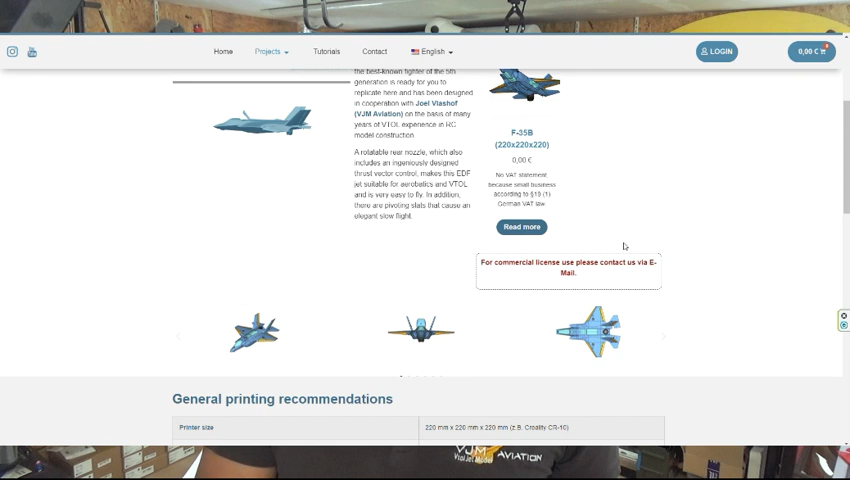 Home
Projects
Tutorials
Contact
English
LOGIN
0,00 €
0
the best-known fighter of the 5th
generation is ready for you to
replicate here and has been designed
in cooperation with Joel Vlashof
(VJM Aviation) on the basis of many
years of VTOL experience in RC
model construction.
A rotatable rear nozzle, which also
includes an ingeniously designed
thrust vector control, makes this EDF
jet suitable for aerobatics and VTOL
and is very easy to fly. In addition,
there are pivoting slats that cause an
elegant slow flight.
F-35B
(220x220x220)
0,00 €
No VAT statement
because small business
according to §19 (1)
German VAT law.
Read more
For commercial license use please contact us via E-
Mail.
General printing recommendations
Printer size
220 mm x 220 mm x 220 mm (z.B. Creality CR-10)
VJM AVIATION
VtolJet Models